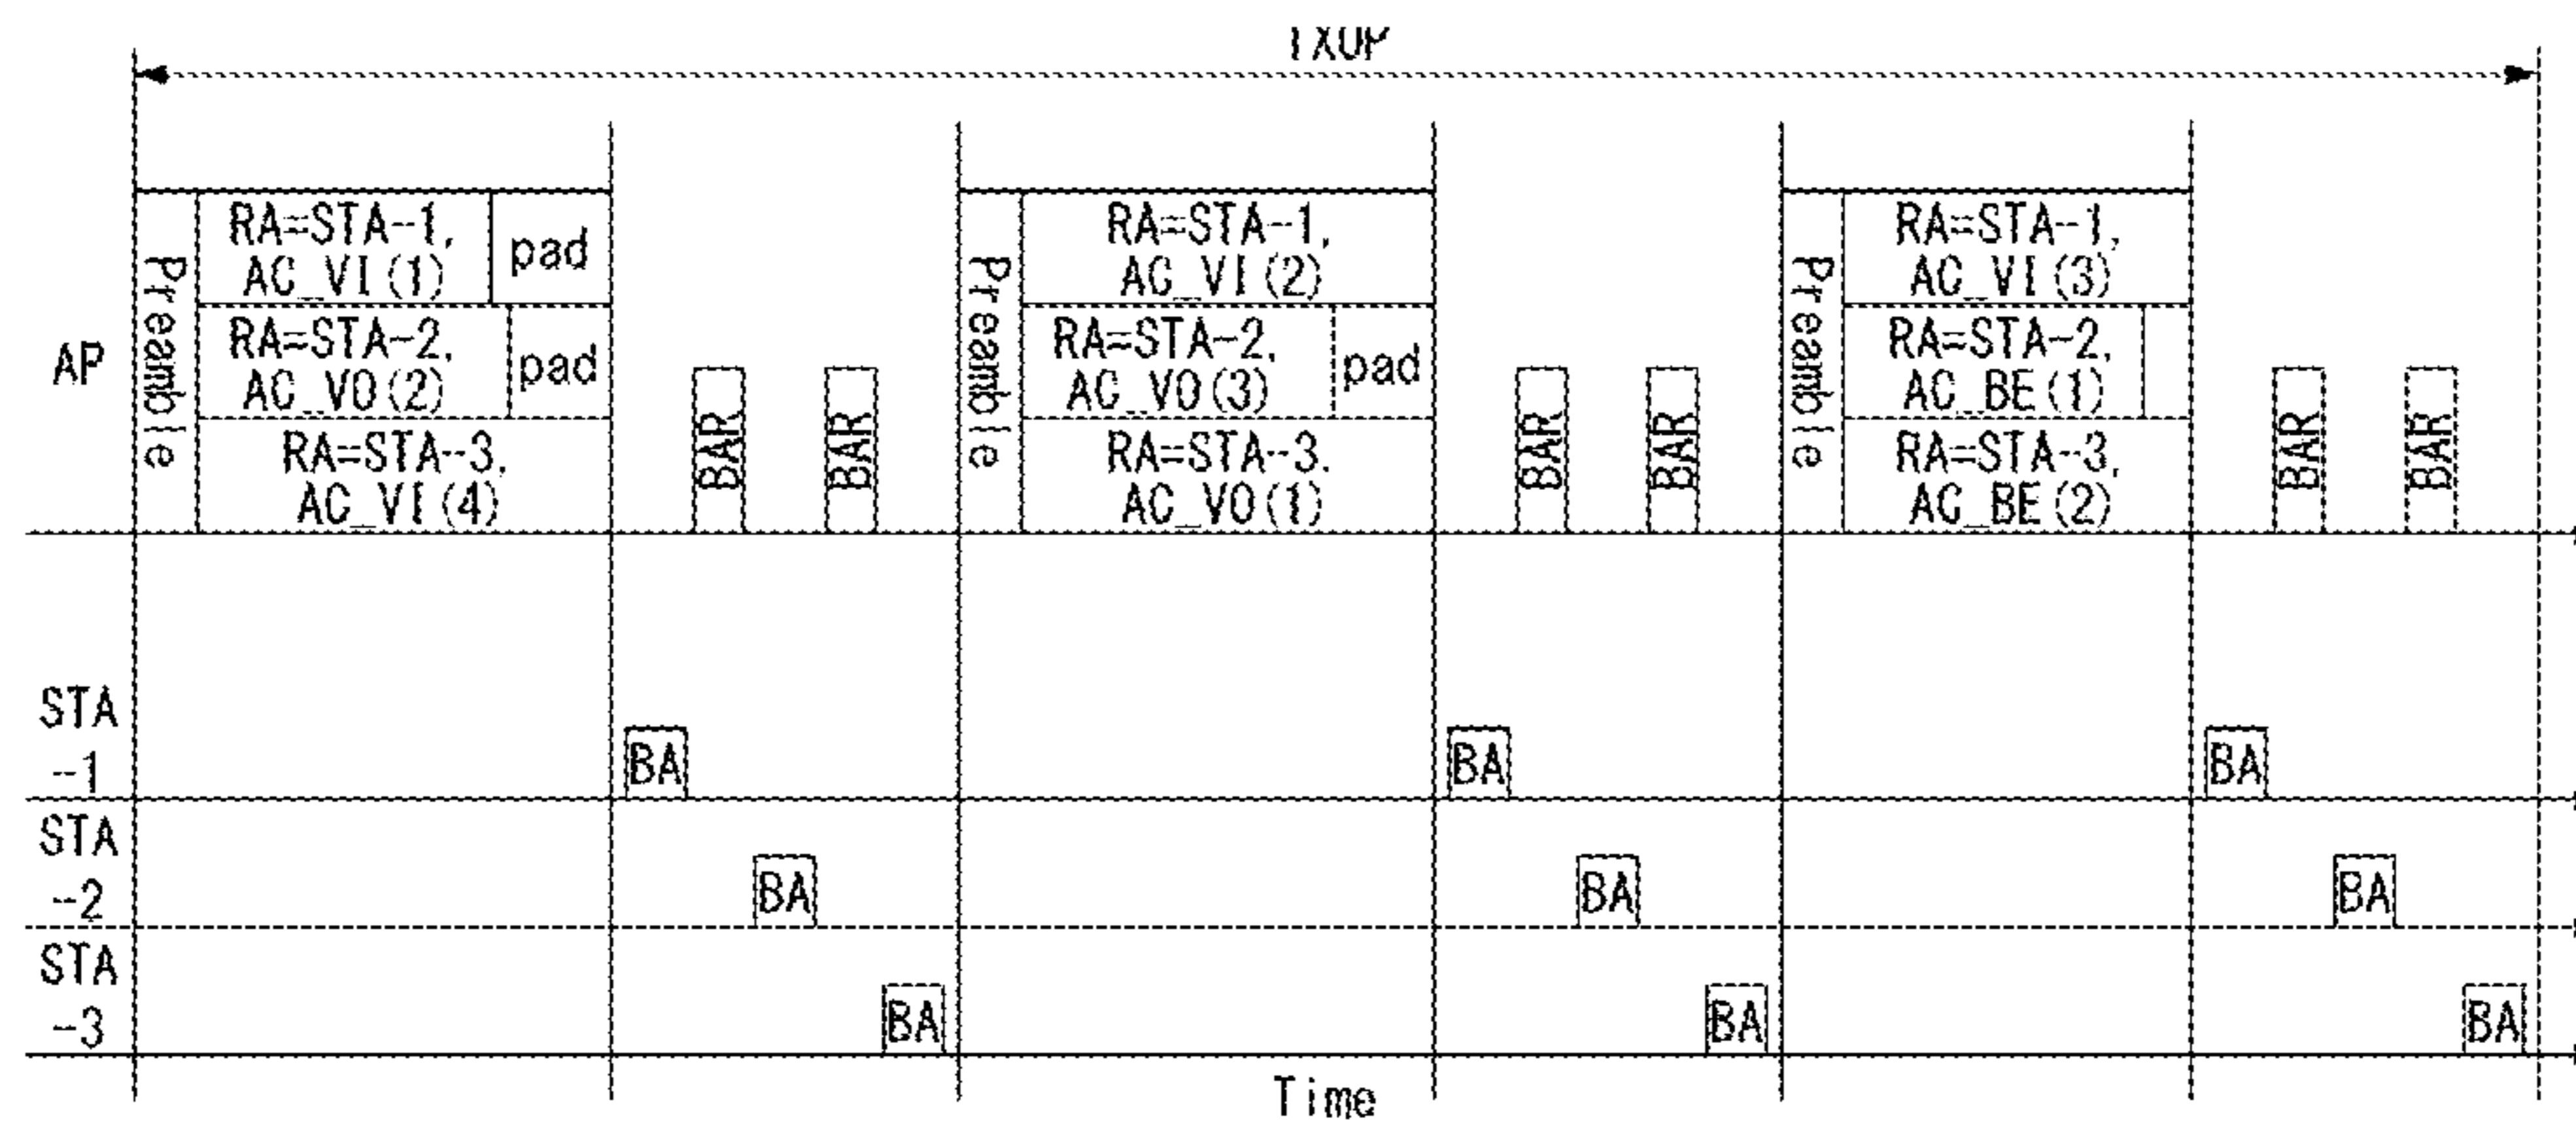 TXOP
AP
Preamble
RA=STA-1,
AC_VI(1)
pad
RA=STA-2,
AC_VO(2)
pad
RA=STA-3,
AC_VI(4)
BAR
BAR
Preamble
RA=STA-1,
AC_VI(2)
RA=STA-2,
AC_VO(3)
pad
RA=STA-3.
AC_VO(1)
BAR
BAR
Preamble
RA=STA-1,
AC_VI(3)
RA=STA-2,
AC_BE(1)
RA=STA-3,
AC_BE(2)
BAR
BAR
STA
-1
BA
BA
BA
STA
-2
BA
BA
BA
STA
-3
BA
BA
BA
Time